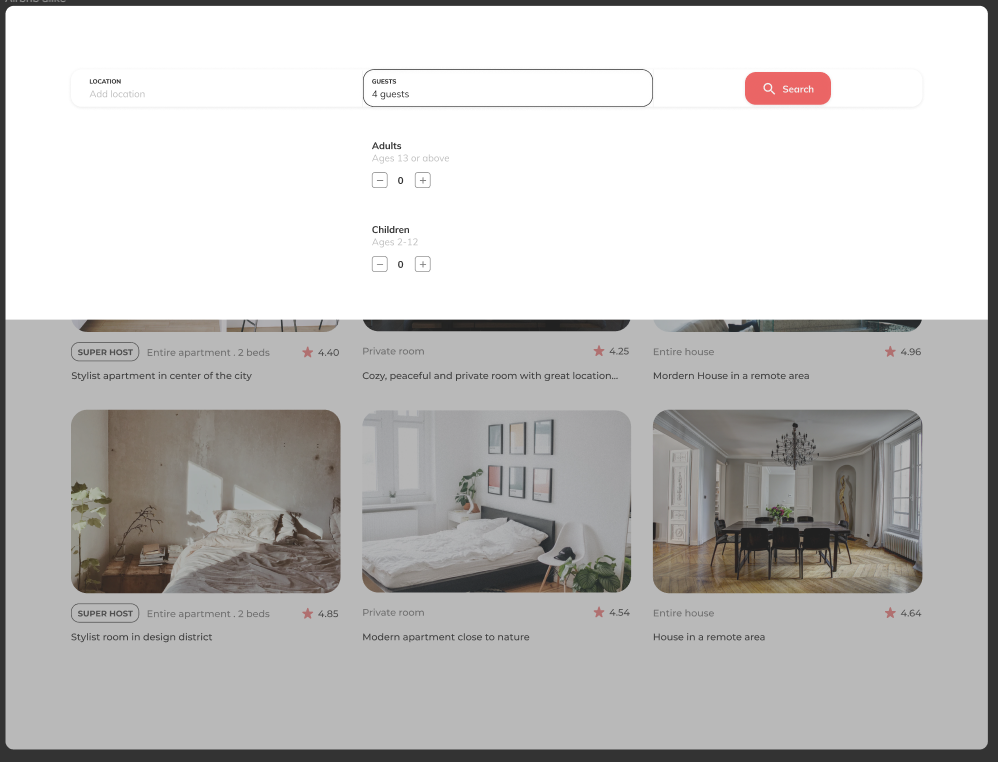 LOCATION
Add location
GUESTS
4 guests
Search
Adults
Ages 13 or above
− 0 +
Children
Ages 2-12
− 0 +
SUPER HOST Entire apartment . 2 beds 4.40
Stylist apartment in center of the city
Private room 4.25
Cozy, peaceful and private room with great location...
Entire house 4.96
Mordern House in a remote area
SUPER HOST Entire apartment . 2 beds 4.85
Stylist room in design district
Private room 4.54
Modern apartment close to nature
Entire house 4.64
House in a remote area